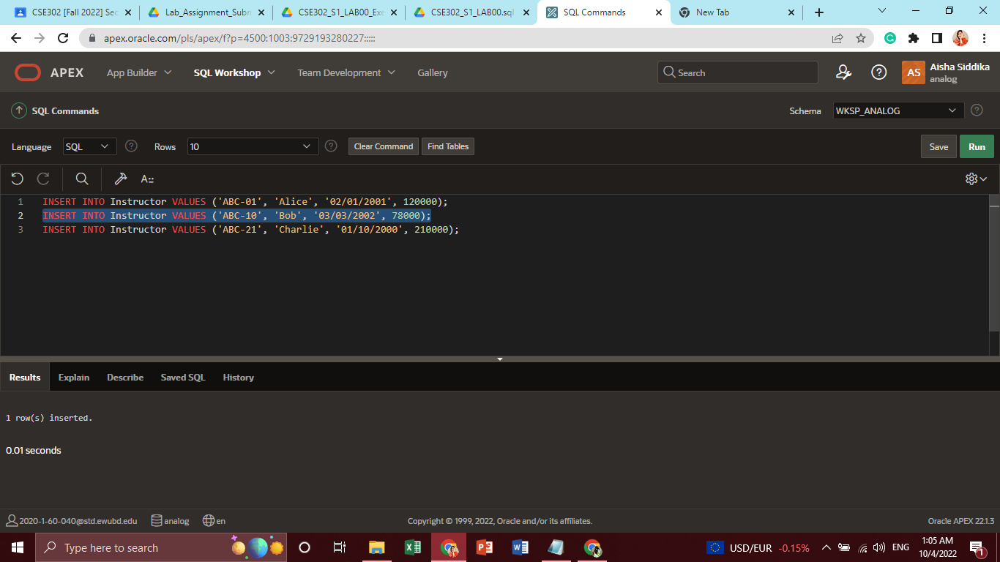 CSE302 [Fall 2022] Sec
Lab_Assignment_Subm
CSE302_S1_LAB00_Exe
CSE302_S1_LAB00.sql
SQL Commands
New Tab
apex.oracle.com/pls/apex/f?p=4500:1003:9729193280227:::::
APEX App Builder SQL Workshop Team Development Gallery Search AS Aisha Siddika
analog
SQL Commands Schema WKSP_ANALOG
Language SQL Rows 10 Clear Command Find Tables Save Run
A::
1 INSERT INTO Instructor VALUES ('ABC-01', 'Alice', '02/01/2001', 120000);
2 INSERT INTO Instructor VALUES ('ABC-10', 'Bob', '03/03/2002', 78000);
3 INSERT INTO Instructor VALUES ('ABC-21', 'Charlie', '01/10/2000', 210000);
Results Explain Describe Saved SQL History
1 row(s) inserted.
0.01 seconds
2020-1-60-040@std.ewubd.edu analog en Copyright © 1999, 2022, Oracle and/or its affiliates. Oracle APEX 22.1.3
Type here to search USD/EUR -0.15% ENG 1:05 AM
10/4/2022 1